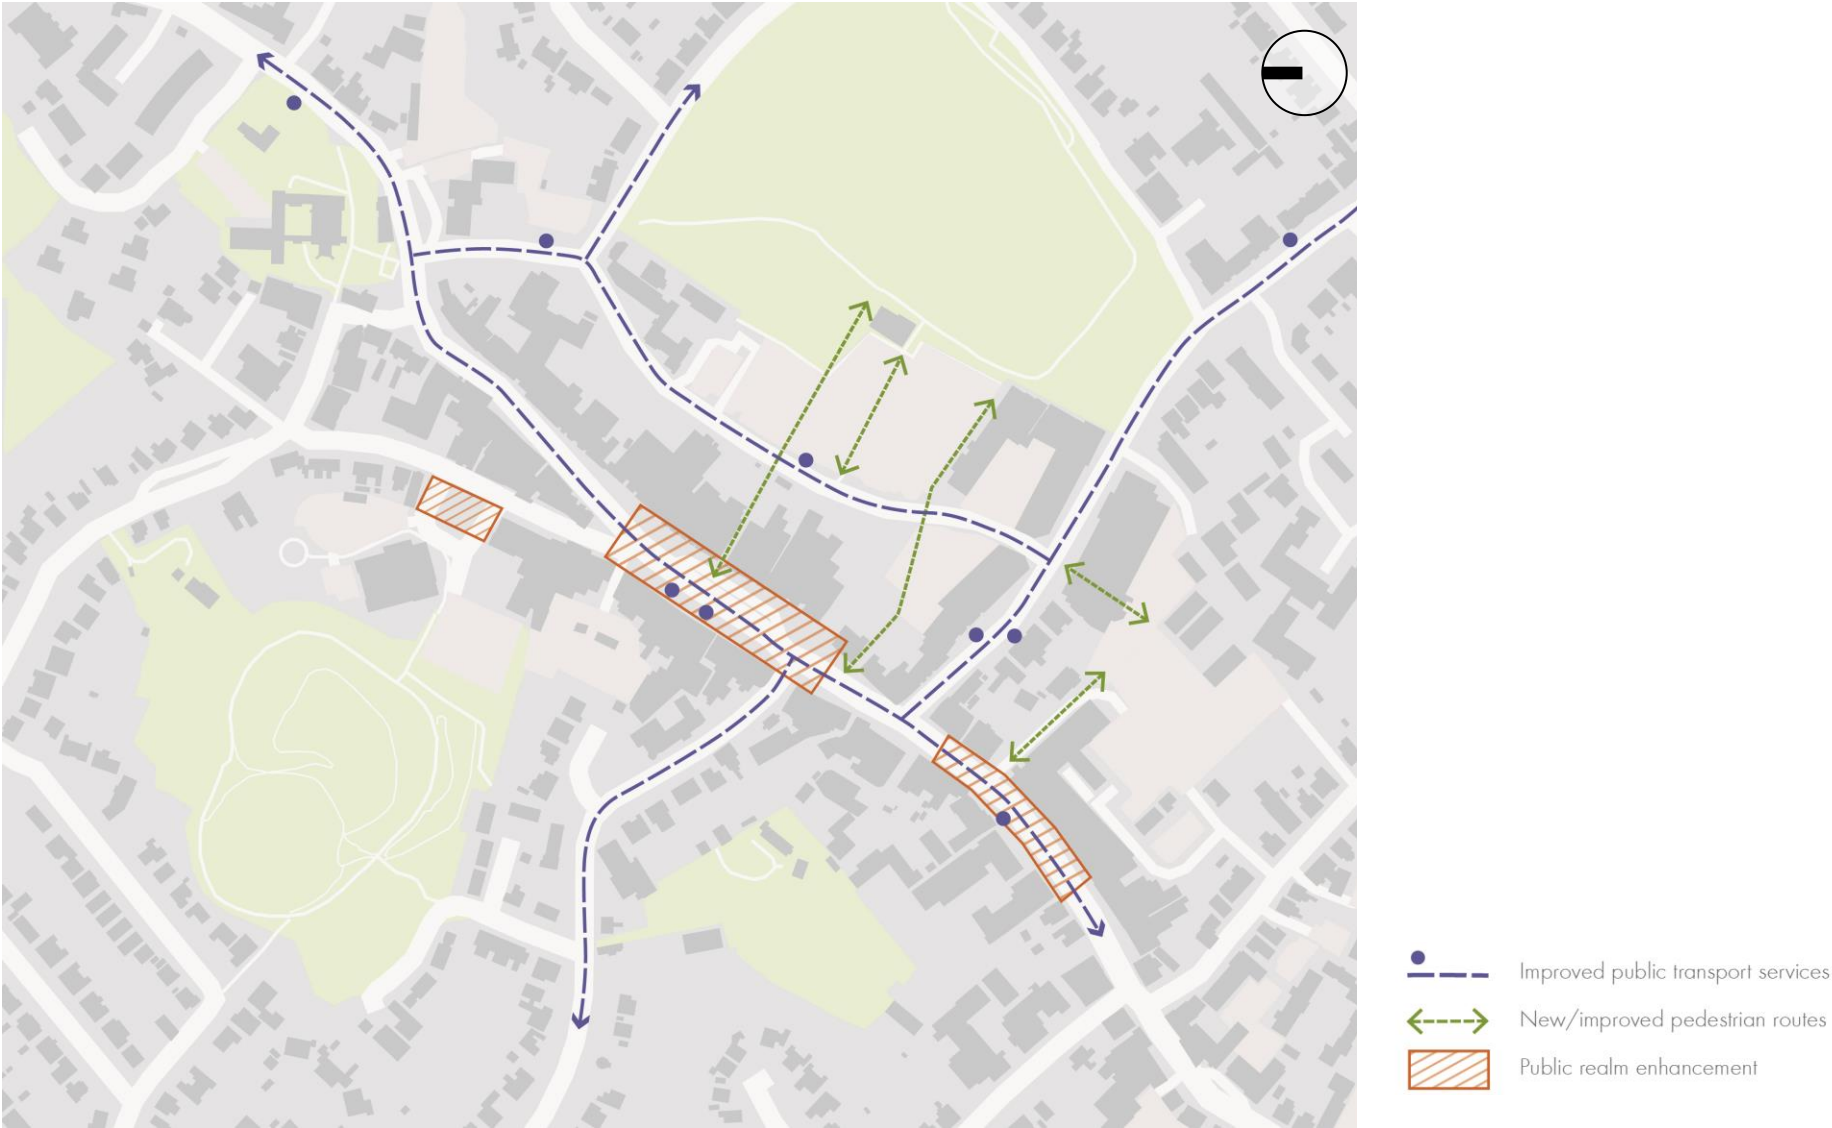 Improved public transport services
New/improved pedestrian routes
Public realm enhancement